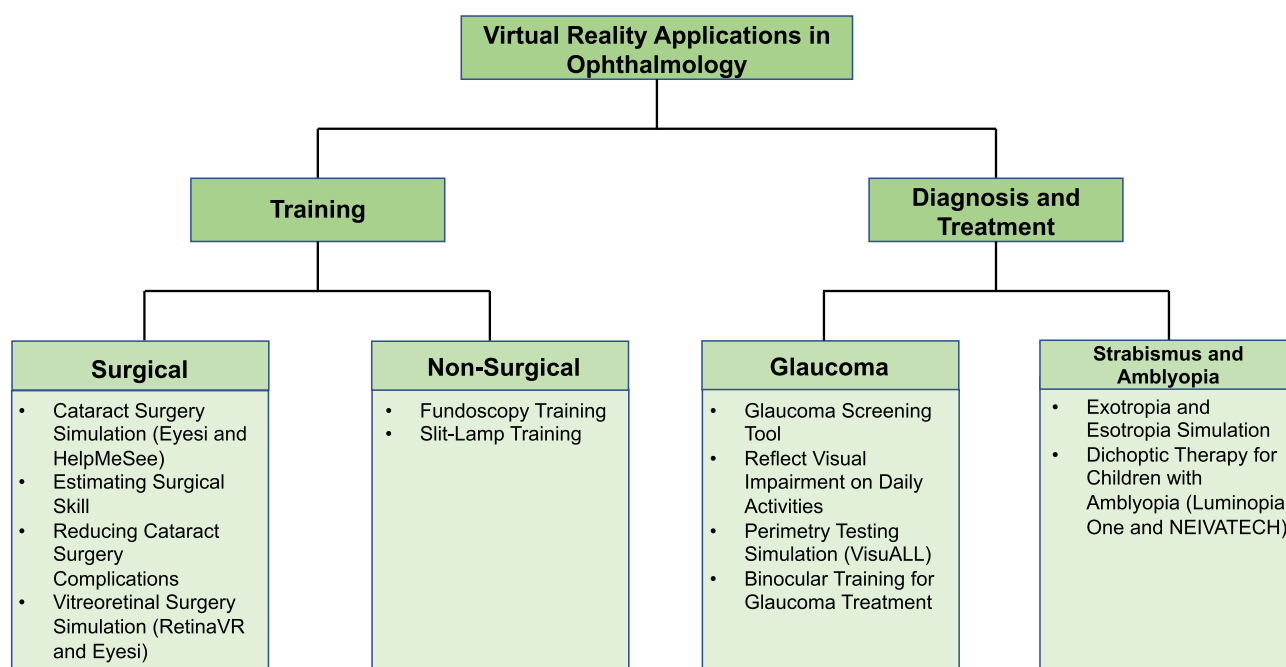 Virtual Reality Applications in
Ophthalmology
Training
Diagnosis and
Treatment
Surgical
• Cataract Surgery
Simulation (Eyesi and
HelpMeSee)
• Estimating Surgical
Skill
• Reducing Cataract
Surgery
Complications
• Vitreoretinal Surgery
Simulation (RetinaVR
and Eyesi)
Non-Surgical
• Fundoscopy Training
• Slit-Lamp Training
Glaucoma
• Glaucoma Screening
Tool
• Reflect Visual
Impairment on Daily
Activities
• Perimetry Testing
Simulation (VisuALL)
• Binocular Training for
Glaucoma Treatment
Strabismus and
Amblyopia
• Exotropia and
Esotropia Simulation
• Dichoptic Therapy for
Children with
Amblyopia (Luminopia
One and NEIVATECH)